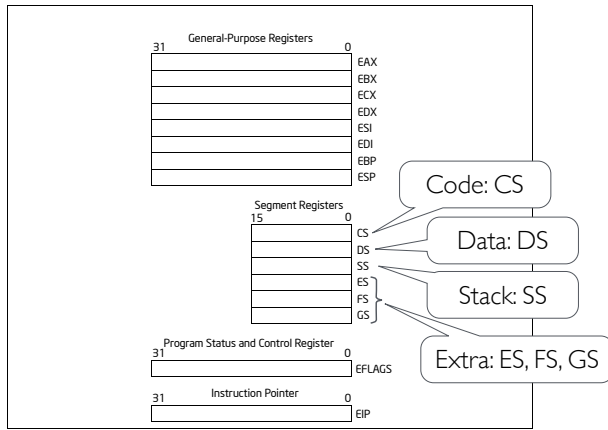 General-Purpose Registers
31 0
EAX
EBX
ECX
EDX
ESI
EDI
EBP
ESP
Segment Registers
15 0
CS
DS
SS
ES
FS
GS
Code: CS
Data: DS
Stack: SS
Extra: ES, FS, GS
Program Status and Control Register
31 0
EFLAGS
Instruction Pointer
31 0
EIP